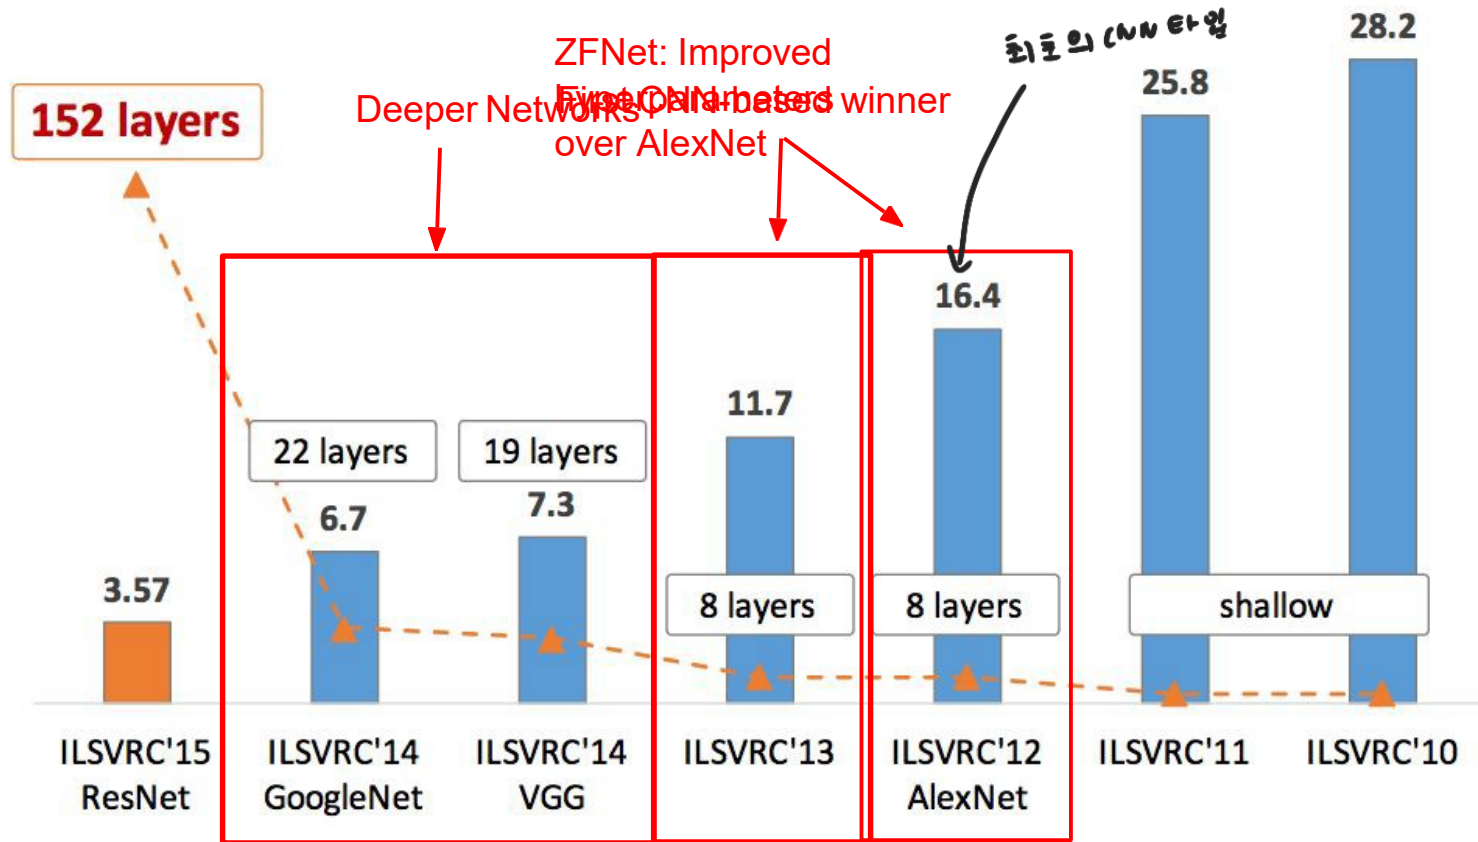 ZFNet: Improved
hyperparameters
over AlexNet
First CNN-based winner
Deeper Networks
최초의 CNN 타입
152 layers
28.2
25.8
16.4
11.7
22 layers
19 layers
6.7
7.3
3.57
8 layers
8 layers
shallow
ILSVRC'15
ResNet
ILSVRC'14
GoogleNet
ILSVRC'14
VGG
ILSVRC'13
ILSVRC'12
AlexNet
ILSVRC'11
ILSVRC'10